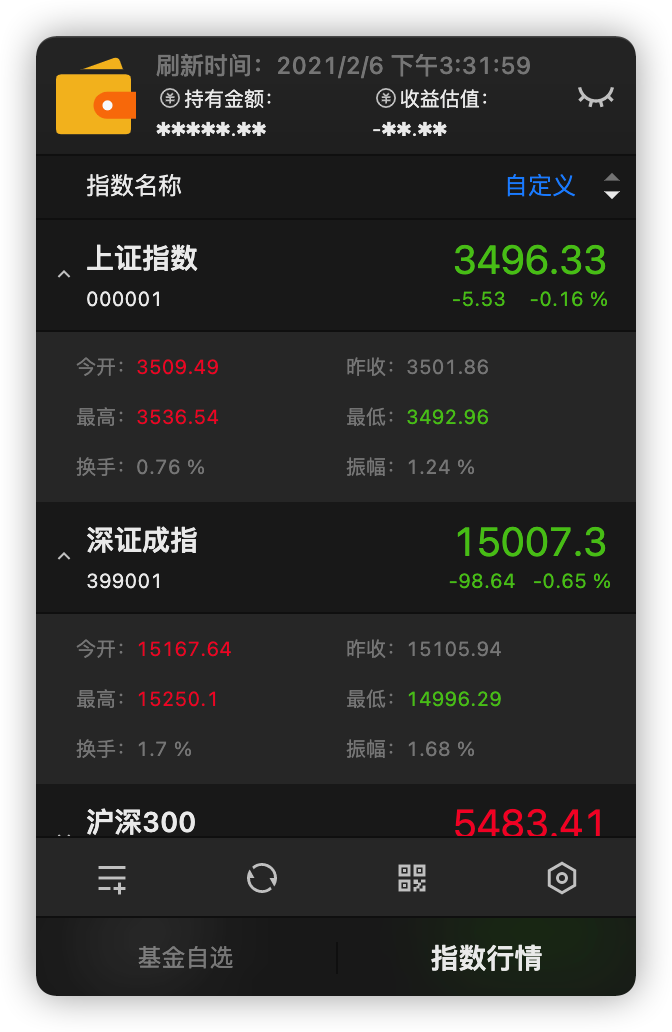 刷新时间：2021/2/6 下午3:31:59
持有金额： 收益估值：
*****.** -**.**
指数名称 自定义
上证指数 3496.33
000001 -5.53 -0.16 %
今开：3509.49 昨收：3501.86
最高：3536.54 最低：3492.96
换手：0.76 % 振幅：1.24 %
深证成指 15007.3
399001 -98.64 -0.65 %
今开：15167.64 昨收：15105.94
最高：15250.1 最低：14996.29
换手：1.7 % 振幅：1.68 %
沪深300 5483.41
基金自选 指数行情